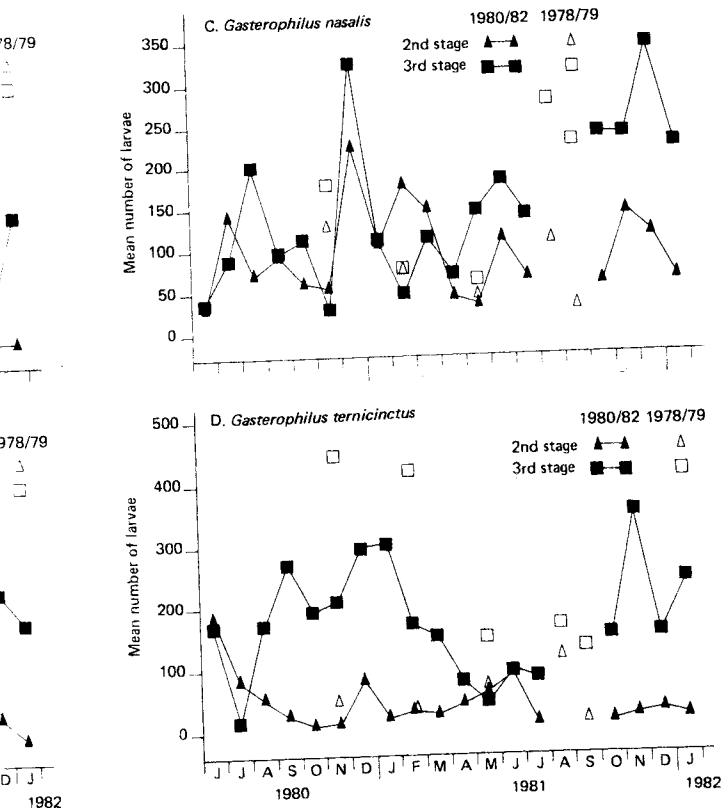 78/79
C. Gasterophilus nasalis
1980/82 1978/79
2nd stage
3rd stage
Mean number of larvae
350
300
250
200
150
100
50
0
978/79
D. Gasterophilus ternicinctus
1980/82 1978/79
2nd stage
3rd stage
Mean number of larvae
500
400
300
200
100
0
D J
1982
J J A S O N D J F M A M J J A S O N D J
1980 1981 1982